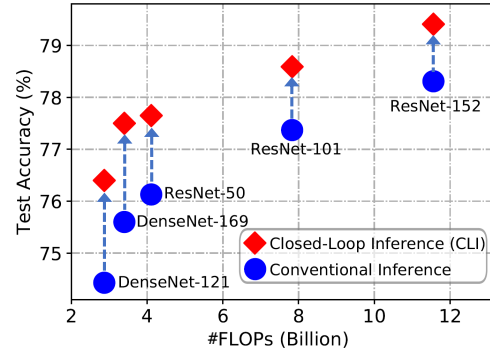 Test Accuracy (%)
79
78
77
76
75
ResNet-152
ResNet-101
ResNet-50
DenseNet-169
DenseNet-121
Closed-Loop Inference (CLI)
Conventional Inference
2
4
6
8
10
12
#FLOPs (Billion)